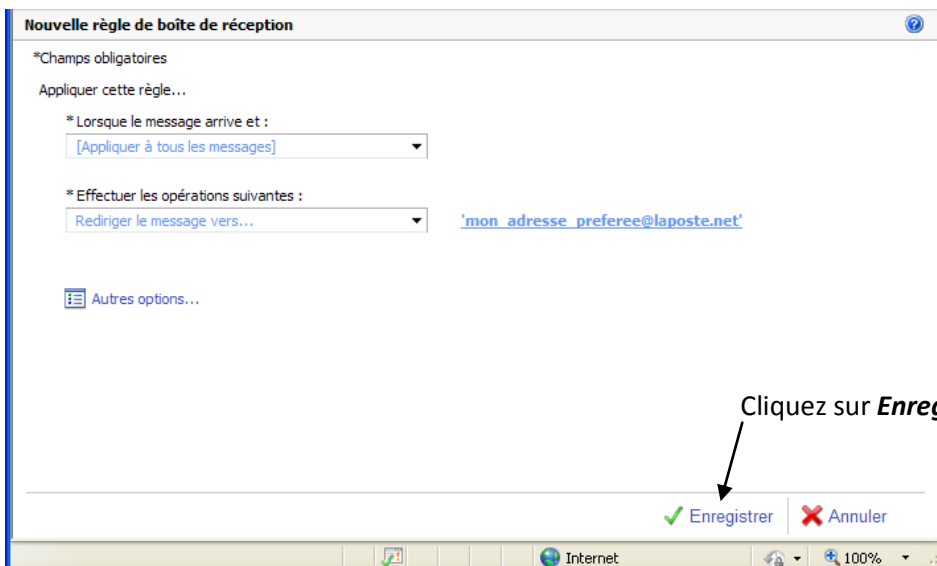 Nouvelle règle de boîte de réception
*Champs obligatoires
Appliquer cette règle...
* Lorsque le message arrive et :
[Appliquer à tous les messages]
* Effectuer les opérations suivantes :
Rediriger le message vers... 'mon_adresse_preferee@laposte.net'
Autres options...
Cliquez sur Enreg
Enregistrer Annuler
Internet 100%